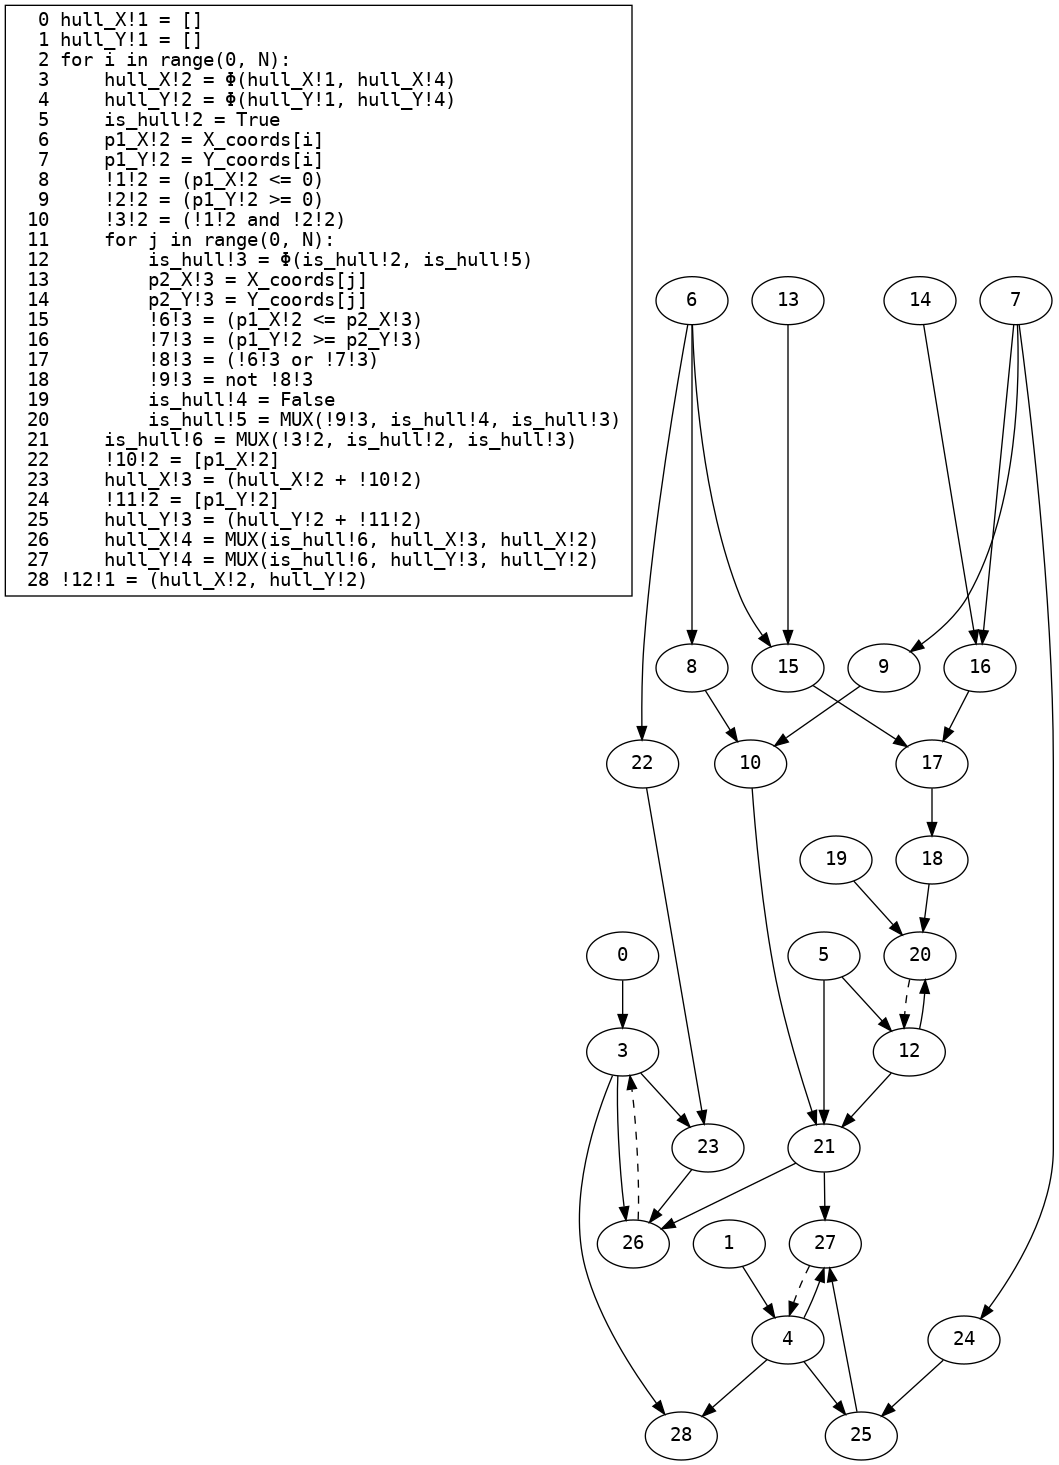 0 hull_X!1 = []
1 hull_Y!1 = []
2 for i in range(0, N):
3     hull_X!2 = Φ(hull_X!1, hull_X!4)
4     hull_Y!2 = Φ(hull_Y!1, hull_Y!4)
5     is_hull!2 = True
6     p1_X!2 = X_coords[i]
7     p1_Y!2 = Y_coords[i]
8     !1!2 = (p1_X!2 <= 0)
9     !2!2 = (p1_Y!2 >= 0)
10     !3!2 = (!1!2 and !2!2)
11     for j in range(0, N):
12         is_hull!3 = Φ(is_hull!2, is_hull!5)
13         p2_X!3 = X_coords[j]
14         p2_Y!3 = Y_coords[j]
15         !6!3 = (p1_X!2 <= p2_X!3)
16         !7!3 = (p1_Y!2 >= p2_Y!3)
17         !8!3 = (!6!3 or !7!3)
18         !9!3 = not !8!3
19         is_hull!4 = False
20         is_hull!5 = MUX(!9!3, is_hull!4, is_hull!3)
21     is_hull!6 = MUX(!3!2, is_hull!2, is_hull!3)
22     !10!2 = [p1_X!2]
23     hull_X!3 = (hull_X!2 + !10!2)
24     !11!2 = [p1_Y!2]
25     hull_Y!3 = (hull_Y!2 + !11!2)
26     hull_X!4 = MUX(is_hull!6, hull_X!3, hull_X!2)
27     hull_Y!4 = MUX(is_hull!6, hull_Y!3, hull_Y!2)
28 !12!1 = (hull_X!2, hull_Y!2)
6 13 14 7
8 15 9 16
22 10 17
19 18
0 5 20
3 12
23 21
26 1 27
4 24
28 25